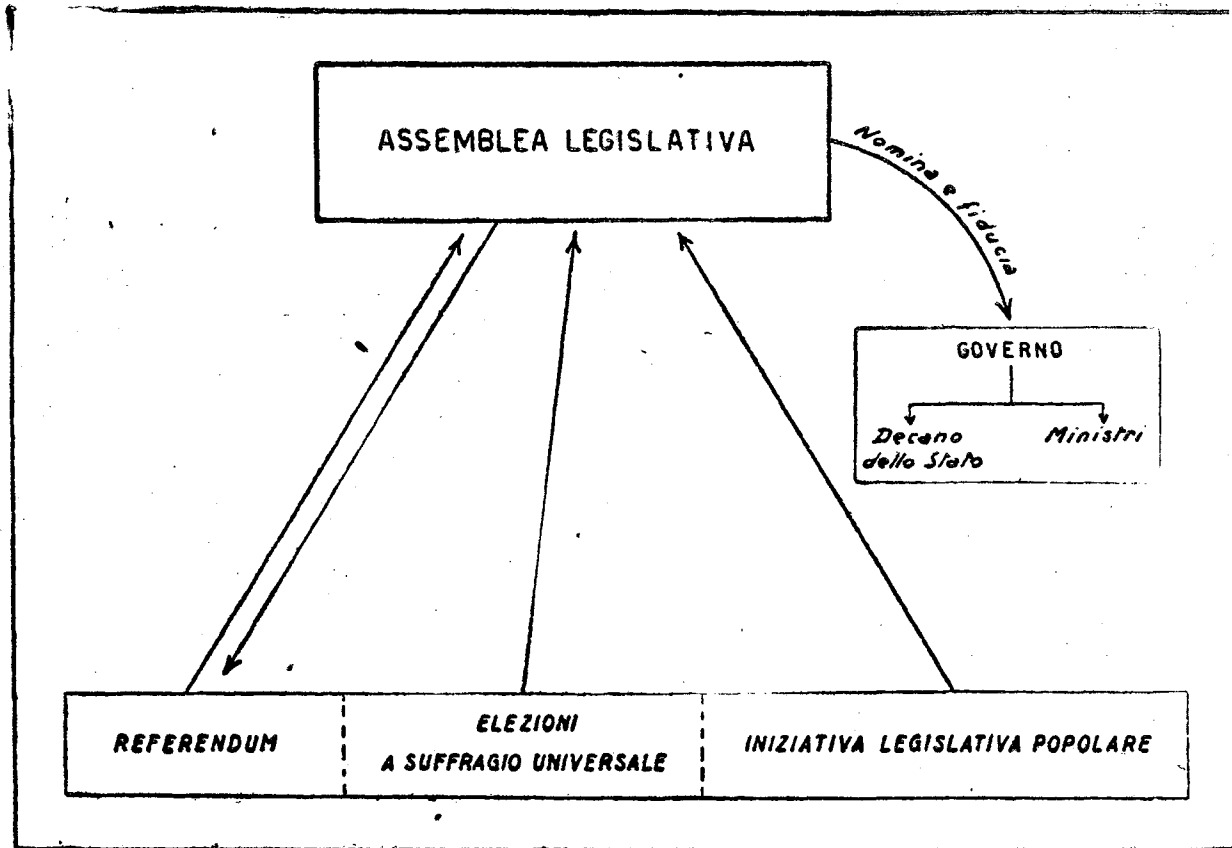 ASSEMBLEA LEGISLATIVA
Nomina e fiducia
GOVERNO
Decano
dello Stato
Ministri
REFERENDUM
ELEZIONI
A SUFFRAGIO UNIVERSALE
INIZIATIVA LEGISLATIVA POPOLARE